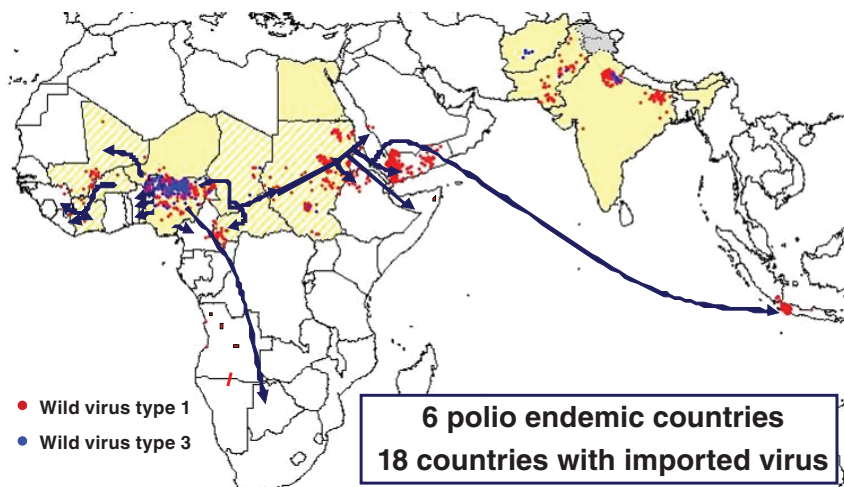 Wild virus type 1
Wild virus type 3
6 polio endemic countries
18 countries with imported virus